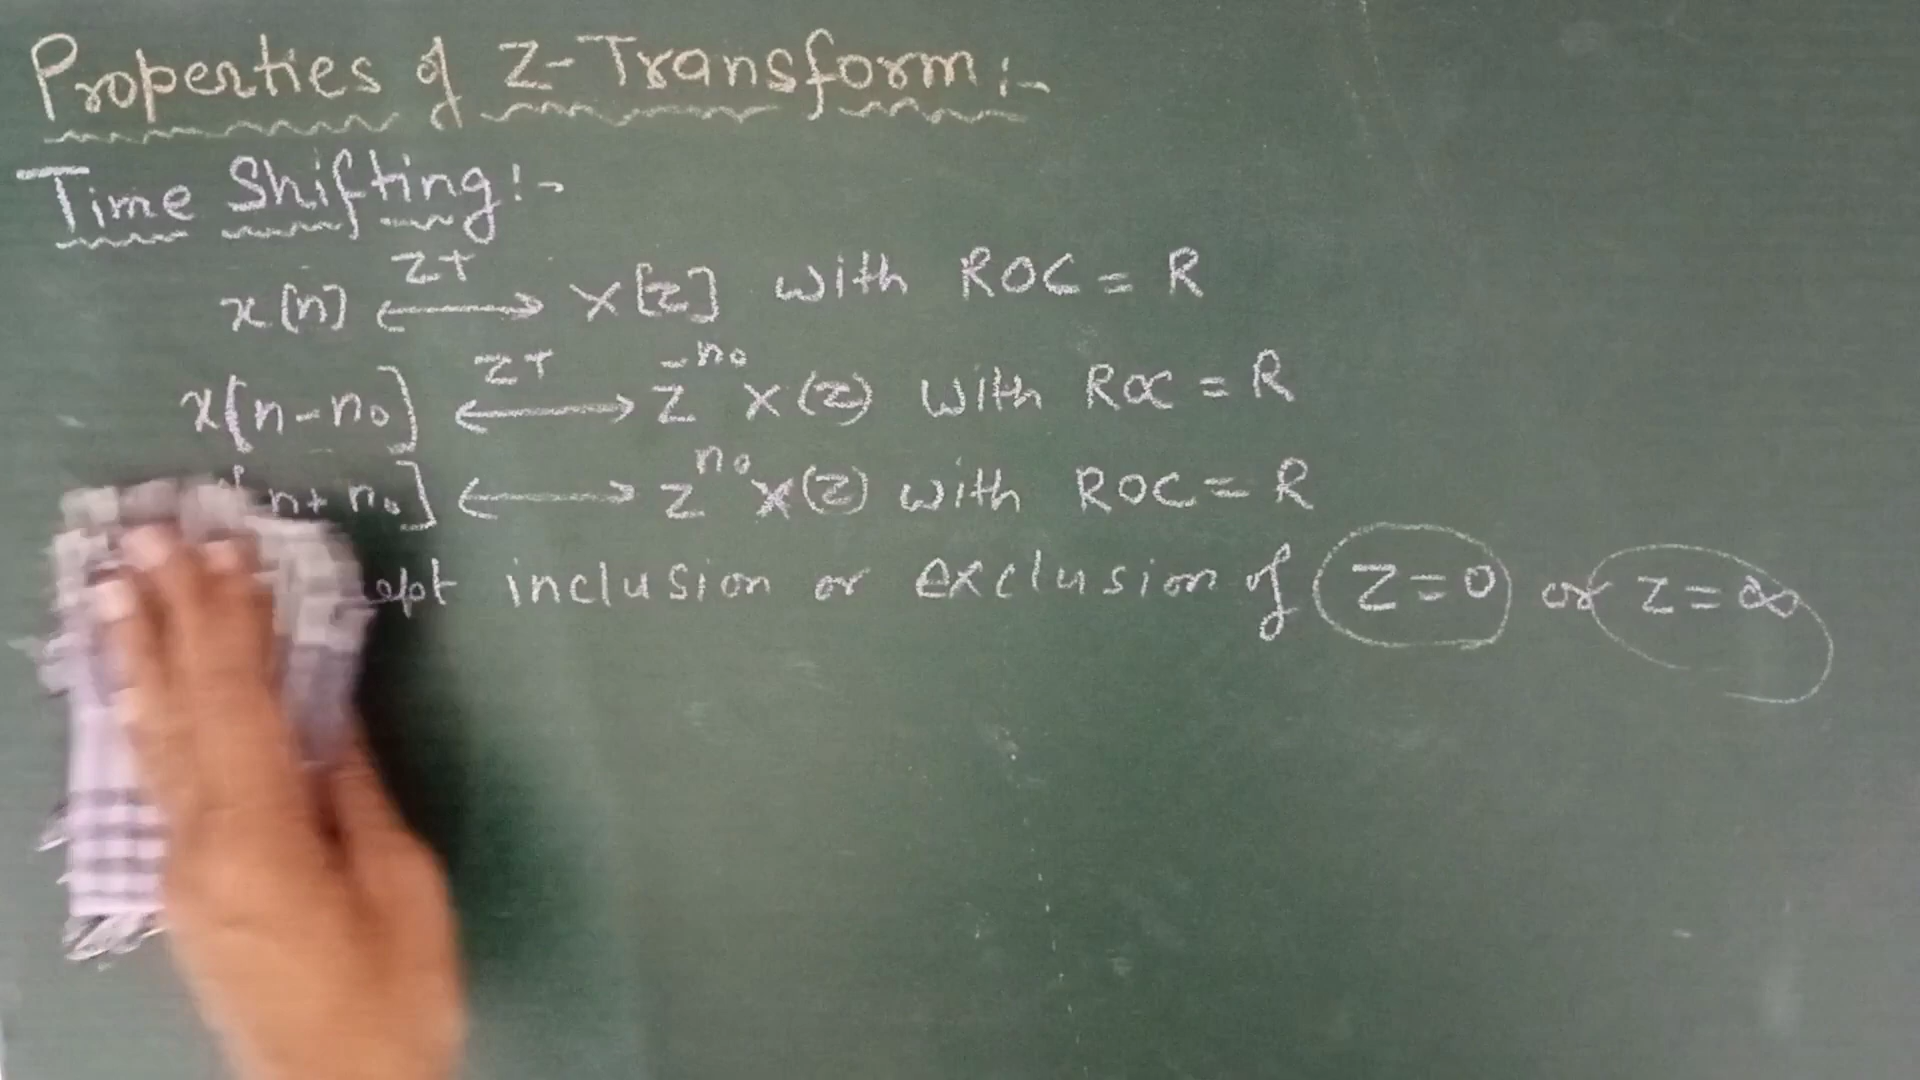 Properties of Z-Transform:-
Time Shifting:-
x[n] <-ZT-> X[z] with ROC = R
x[n-n₀] <-ZT-> z⁻ⁿ⁰ X(z) with ROC = R
n+n₀] <--> z^n₀ X(z) with ROC = R
inclusion or exclusion of z=0 or z=∞